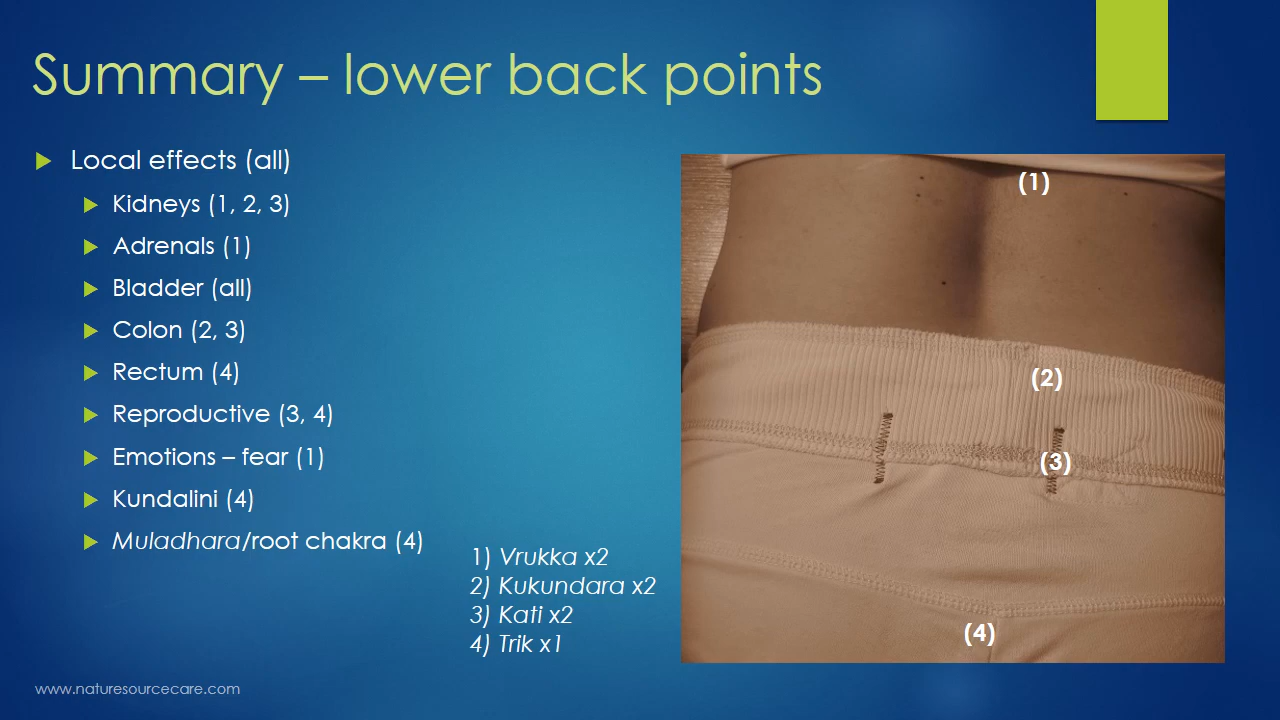 Summary – lower back points
Local effects (all)
Kidneys (1, 2, 3)
Adrenals (1)
Bladder (all)
Colon (2, 3)
Rectum (4)
Reproductive (3, 4)
Emotions – fear (1)
Kundalini (4)
Muladhara/root chakra (4)
1) Vrukka x2
2) Kukundara x2
3) Kati x2
4) Trik x1
(1)
(2)
(3)
(4)
www.naturesourcecare.com